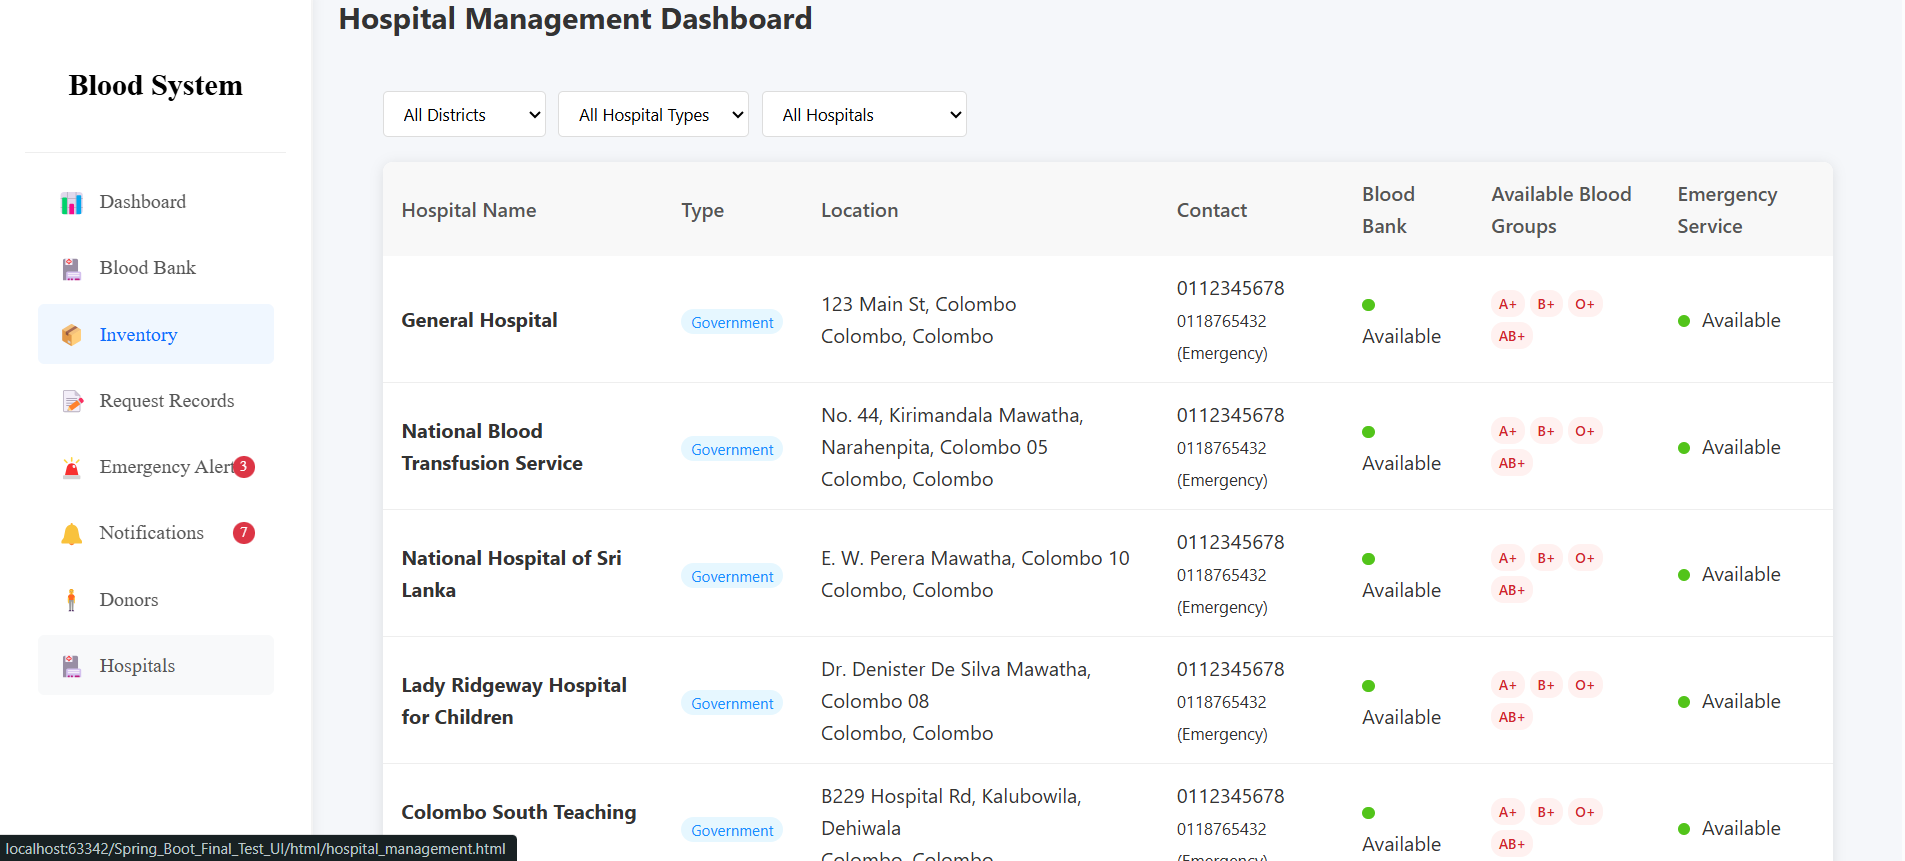 Hospital Management Dashboard
Blood System
Dashboard
Blood Bank
Inventory
Request Records
Emergency Alert 3
Notifications 7
Donors
Hospitals
All Districts
All Hospital Types
All Hospitals
Hospital Name
Type
Location
Contact
Blood
Bank
Available Blood
Groups
Emergency
Service
General Hospital
Government
123 Main St, Colombo
Colombo, Colombo
0112345678
0118765432
(Emergency)
Available
A+ B+ O+
AB+
Available
National Blood
Transfusion Service
Government
No. 44, Kirimandala Mawatha,
Narahenpita, Colombo 05
Colombo, Colombo
0112345678
0118765432
(Emergency)
Available
A+ B+ O+
AB+
Available
National Hospital of Sri
Lanka
Government
E. W. Perera Mawatha, Colombo 10
Colombo, Colombo
0112345678
0118765432
(Emergency)
Available
A+ B+ O+
AB+
Available
Lady Ridgeway Hospital
for Children
Government
Dr. Denister De Silva Mawatha,
Colombo 08
Colombo, Colombo
0112345678
0118765432
(Emergency)
Available
A+ B+ O+
AB+
Available
Colombo South Teaching
Government
B229 Hospital Rd, Kalubowila,
Dehiwala
Colombo, Colombo
0112345678
0118765432
(Emergency)
Available
A+ B+ O+
AB+
Available
localhost:63342/Spring_Boot_Final_Test_UI/html/hospital_management.html